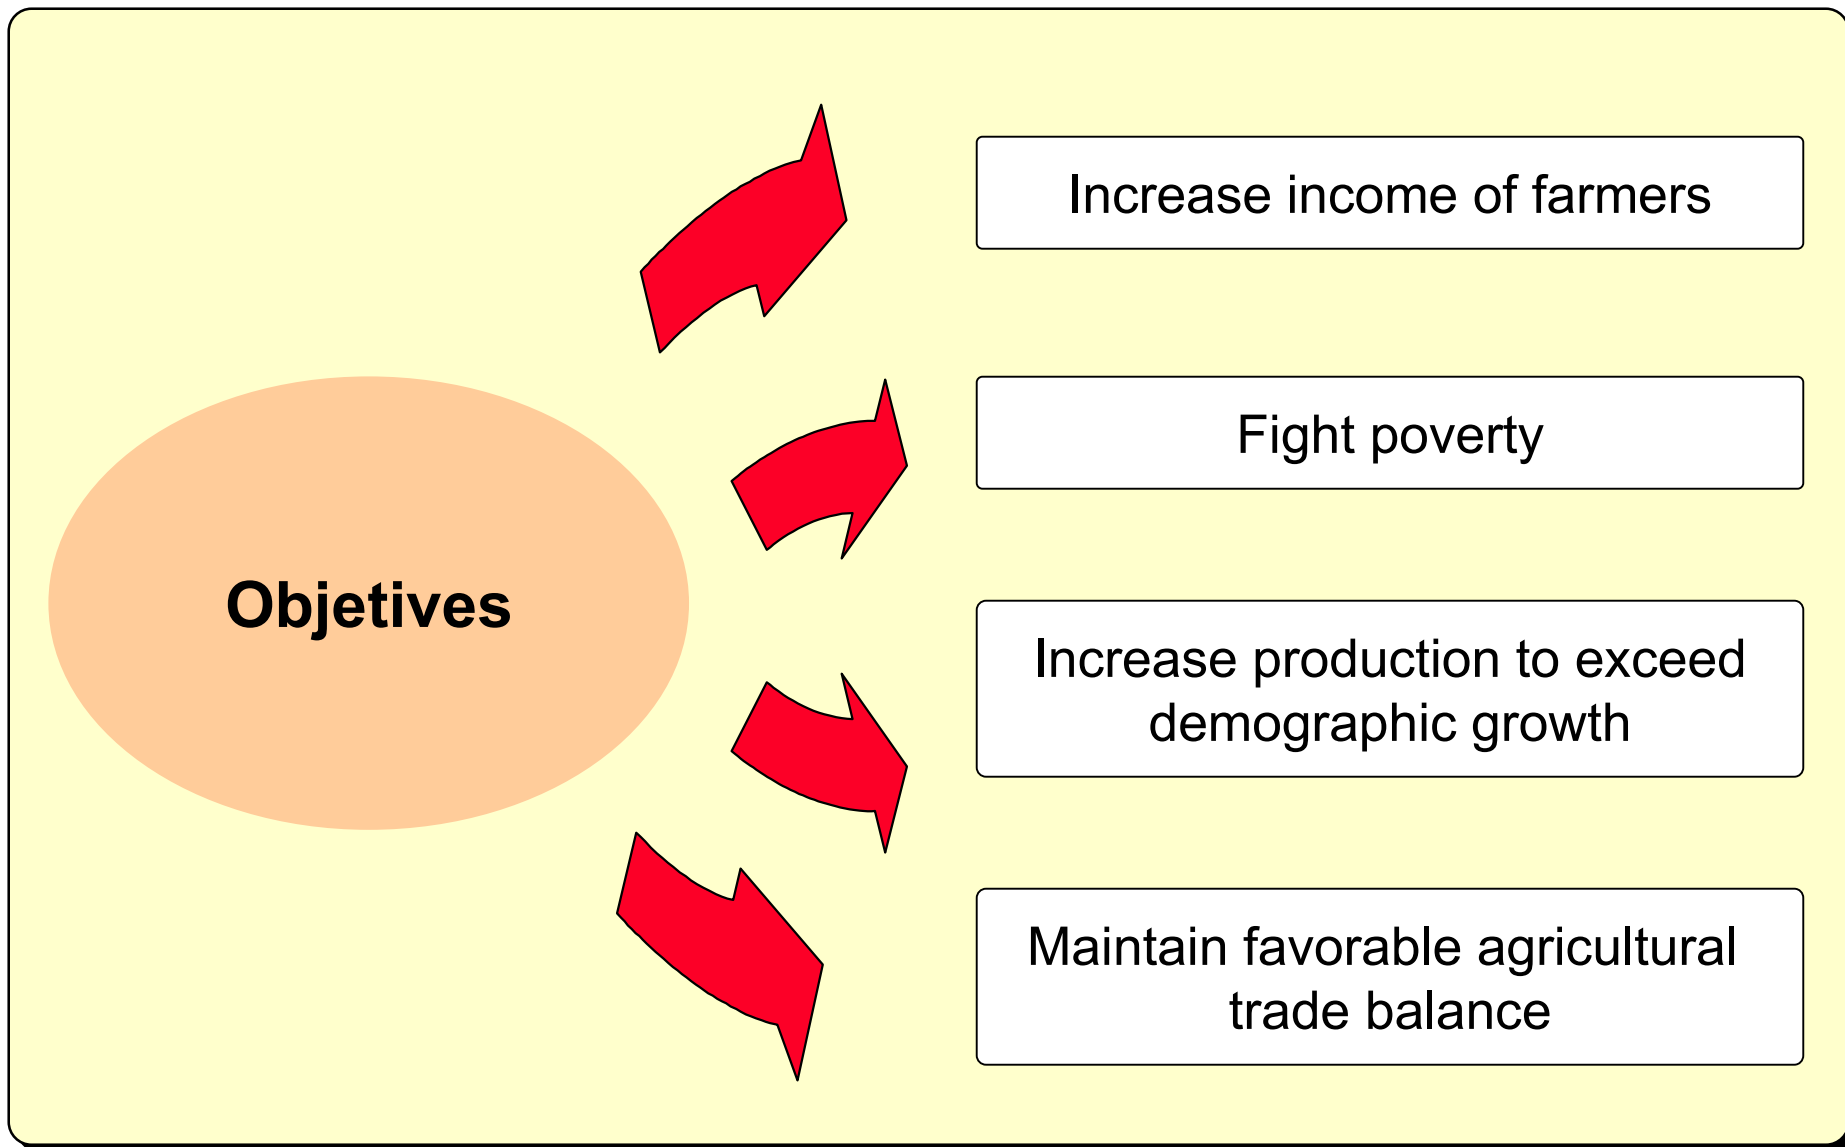 Increase income of farmers
Fight poverty
Objetives
Increase production to exceed
demographic growth
Maintain favorable agricultural
trade balance